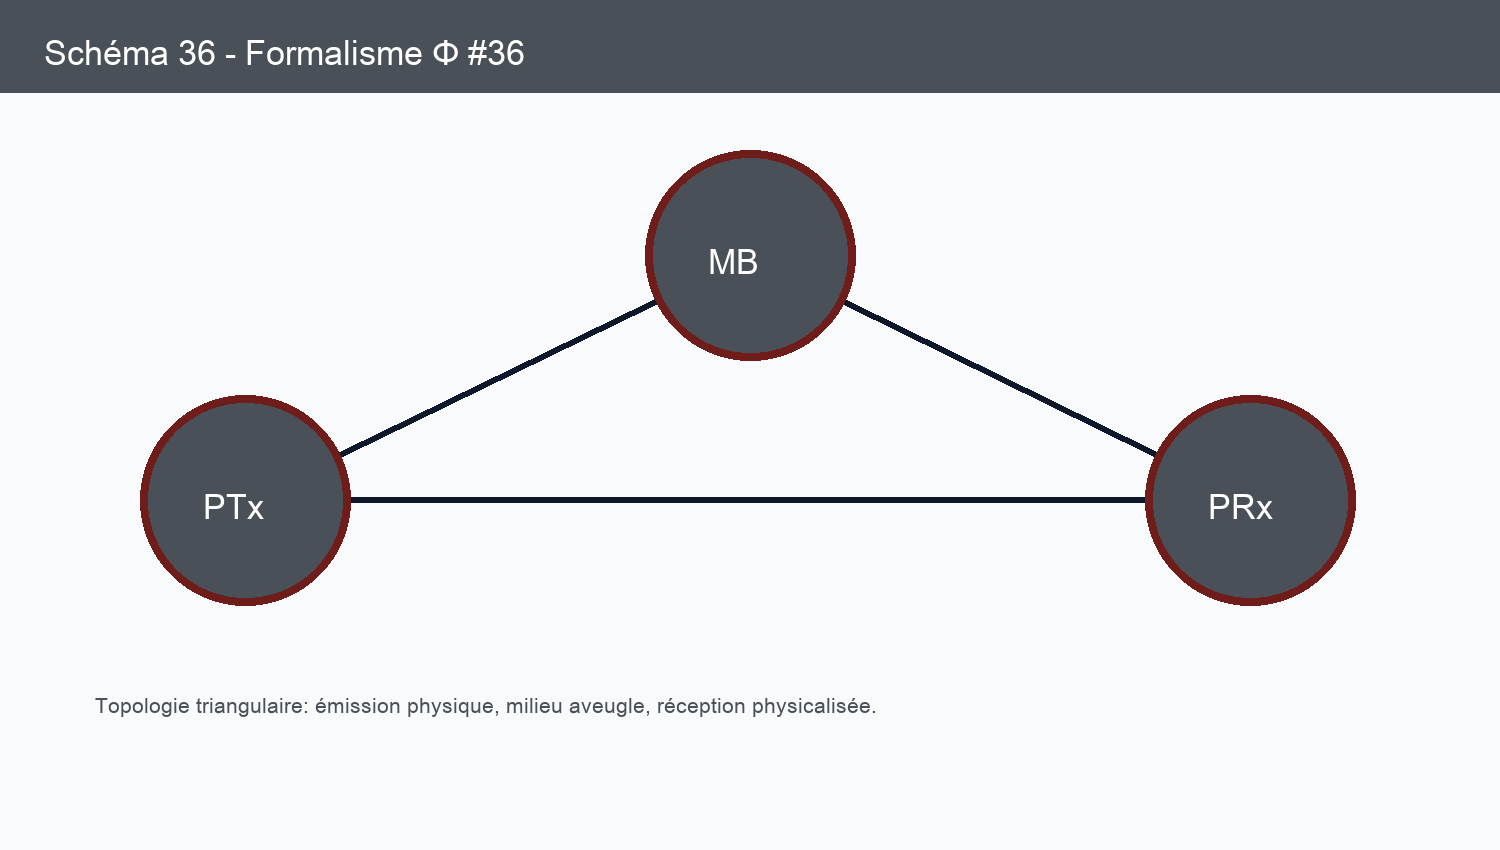 Schéma 36 - Formalisme Φ #36
MB
PTx
PRx
Topologie triangulaire: émission physique, milieu aveugle, réception physicalisée.